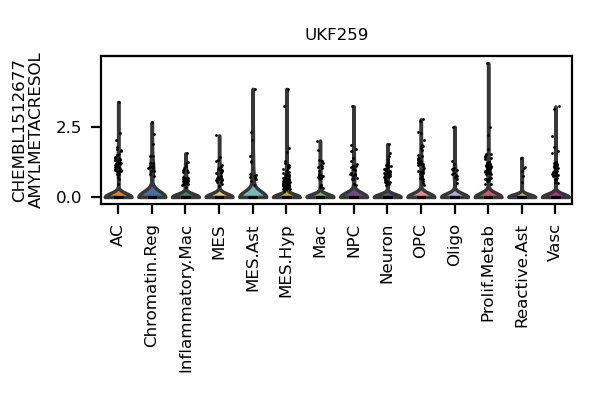 UKF259
CHEMBL1512677
AMYLMETACRESOL
2.5
0.0
AC
Chromatin.Reg
Inflammatory.Mac
MES
MES.Ast
MES.Hyp
Mac
NPC
Neuron
OPC
Oligo
Prolif.Metab
Reactive.Ast
Vasc